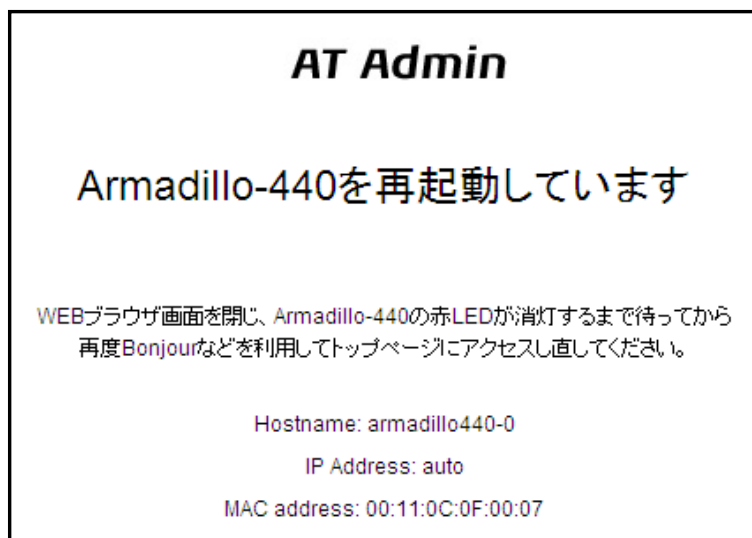 AT Admin
Armadillo-440を再起動しています
WEBブラウザ画面を閉じ、Armadillo-440の赤LEDが消灯するまで待ってから
再度Bonjourなどを利用してトップページにアクセスし直してください。
Hostname: armadillo440-0
IP Address: auto
MAC address: 00:11:0C:0F:00:07